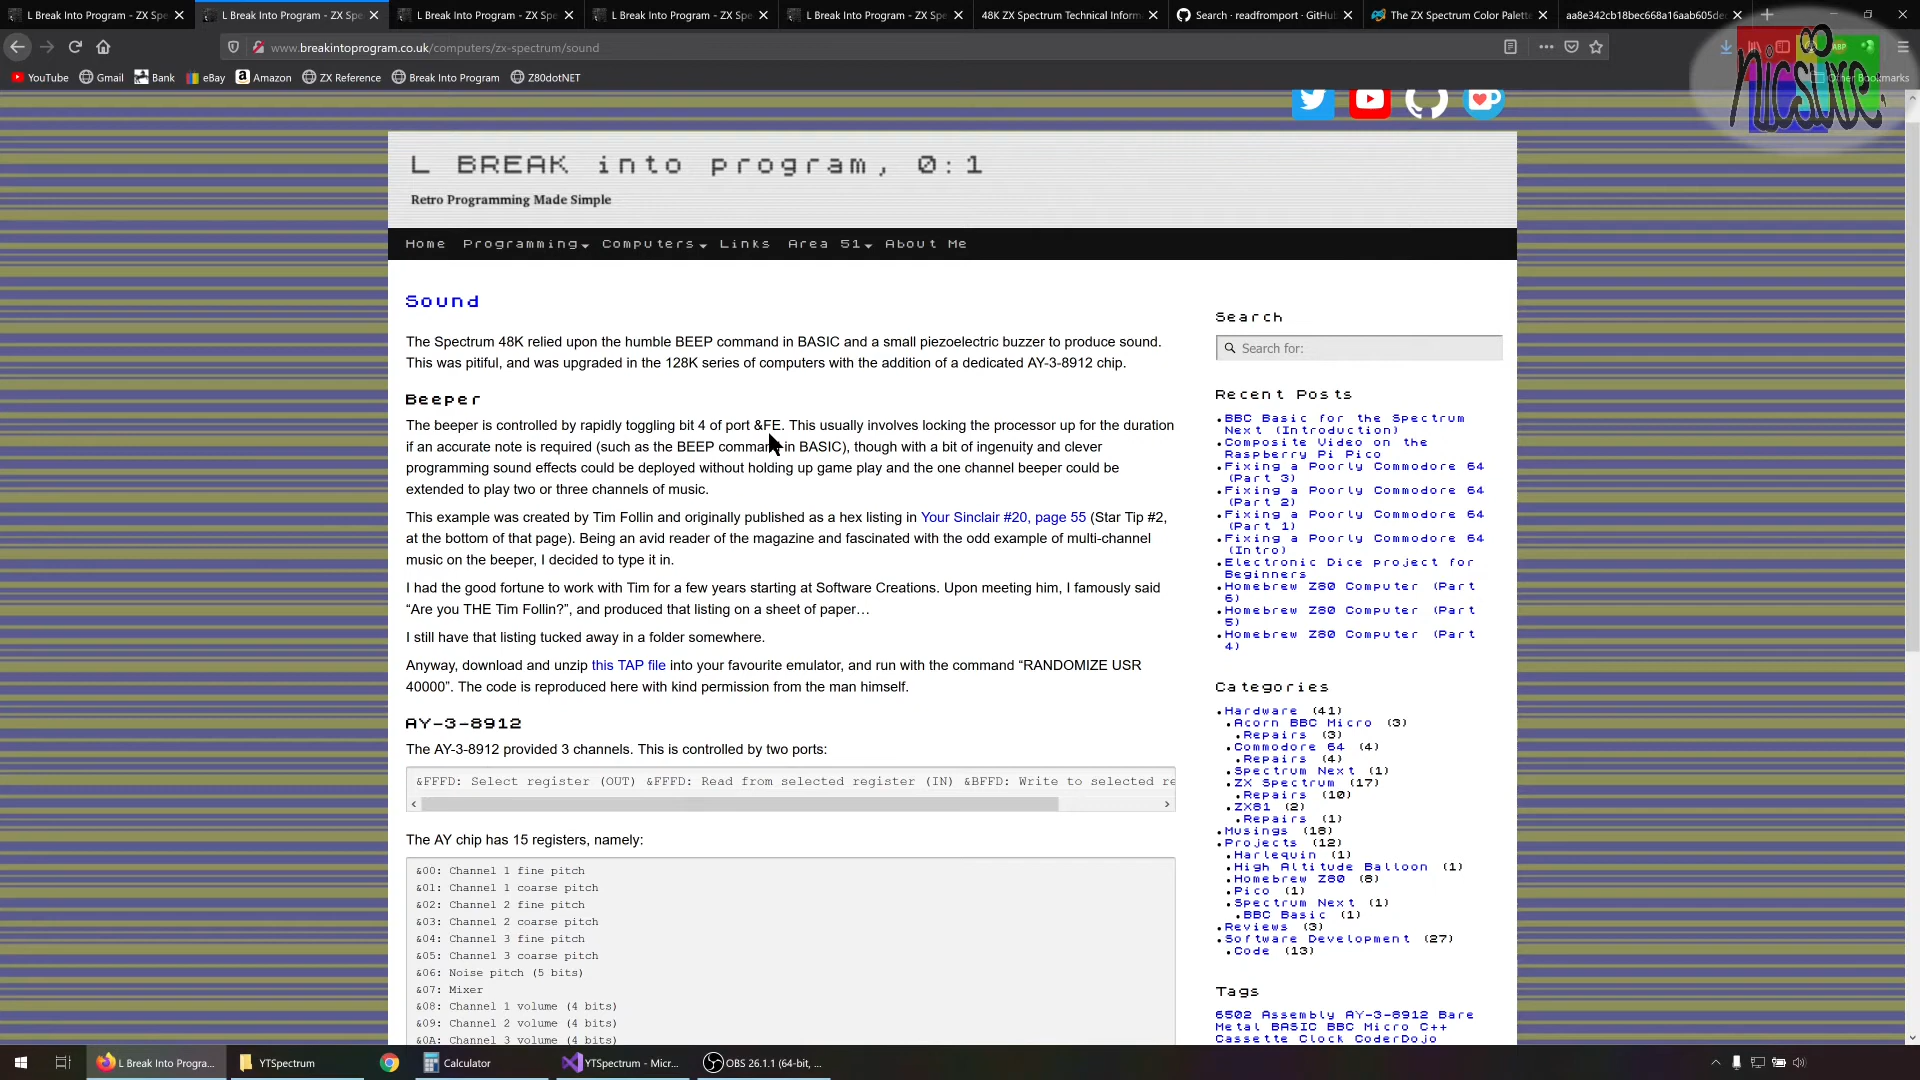 L Break Into Program - ZX Spe
L Break Into Program - ZX Spe
L Break Into Program - ZX Sp
L Break Into Program - ZX Spe
L Break Into Program - ZX Spe
48K ZX Spectrum Technical Inform
Search · readfromport · GitHu
The ZX Spectrum Color Palette
aa8e342cb18bec668a16aab605de
www.breakintoprogram.co.uk/computers/zx-spectrum/sound
YouTube
Gmail
Bank
eBay
Amazon
ZX Reference
Break Into Program
Z80dotNET
Other Bookmarks
nicsure
L BREAK into program, 0:1
Retro Programming Made Simple
Home
Programming
Computers
Links
Area 51
About Me
Sound
The Spectrum 48K relied upon the humble BEEP command in BASIC and a small piezoelectric buzzer to produce sound.
This was pitiful, and was upgraded in the 128K series of computers with the addition of a dedicated AY-3-8912 chip.
Beeper
The beeper is controlled by rapidly toggling bit 4 of port &FE. This usually involves locking the processor up for the duration
if an accurate note is required (such as the BEEP command in BASIC), though with a bit of ingenuity and clever
programming sound effects could be deployed without holding up game play and the one channel beeper could be
extended to play two or three channels of music.
This example was created by Tim Follin and originally published as a hex listing in Your Sinclair #20, page 55 (Star Tip #2,
at the bottom of that page). Being an avid reader of the magazine and fascinated with the odd example of multi-channel
music on the beeper, I decided to type it in.
I had the good fortune to work with Tim for a few years starting at Software Creations. Upon meeting him, I famously said
“Are you THE Tim Follin?”, and produced that listing on a sheet of paper…
I still have that listing tucked away in a folder somewhere.
Anyway, download and unzip this TAP file into your favourite emulator, and run with the command “RANDOMIZE USR
40000”. The code is reproduced here with kind permission from the man himself.
AY-3-8912
The AY-3-8912 provided 3 channels. This is controlled by two ports:
&FFFD: Select register (OUT) &FFFD: Read from selected register (IN) &BFFD: Write to selected re
The AY chip has 15 registers, namely:
&00: Channel 1 fine pitch
&01: Channel 1 coarse pitch
&02: Channel 2 fine pitch
&03: Channel 2 coarse pitch
&04: Channel 3 fine pitch
&05: Channel 3 coarse pitch
&06: Noise pitch (5 bits)
&07: Mixer
&08: Channel 1 volume (4 bits)
&09: Channel 2 volume (4 bits)
&0A: Channel 3 volume (4 bits)
Search
Search for:
Recent Posts
BBC Basic for the Spectrum
Next (Introduction)
Composite Video on the
Raspberry Pi Pico
Fixing a Poorly Commodore 64
(Part 3)
Fixing a Poorly Commodore 64
(Part 2)
Fixing a Poorly Commodore 64
(Part 1)
Fixing a Poorly Commodore 64
(Intro)
Electronic Dice project for
Beginners
Homebrew Z80 Computer (Part
6)
Homebrew Z80 Computer (Part
5)
Homebrew Z80 Computer (Part
4)
Categories
Hardware (41)
Acorn BBC Micro (3)
Repairs (3)
Commodore 64 (4)
Repairs (4)
Spectrum Next (1)
ZX Spectrum (17)
Repairs (10)
ZX81 (2)
Repairs (1)
Musings (18)
Projects (12)
Harlequin (1)
High Altitude Balloon (1)
Homebrew Z80 (8)
Pico (1)
Spectrum Next (1)
BBC Basic (1)
Reviews (3)
Software Development (27)
Code (13)
Tags
6502 Assembly AY-3-8912 Bare
Metal BASIC BBC Micro C++
Cassette Clock CoderDojo
L Break Into Progra...
YTSpectrum
Calculator
YTSpectrum - Micr...
OBS 26.1.1 (64-bit, ...